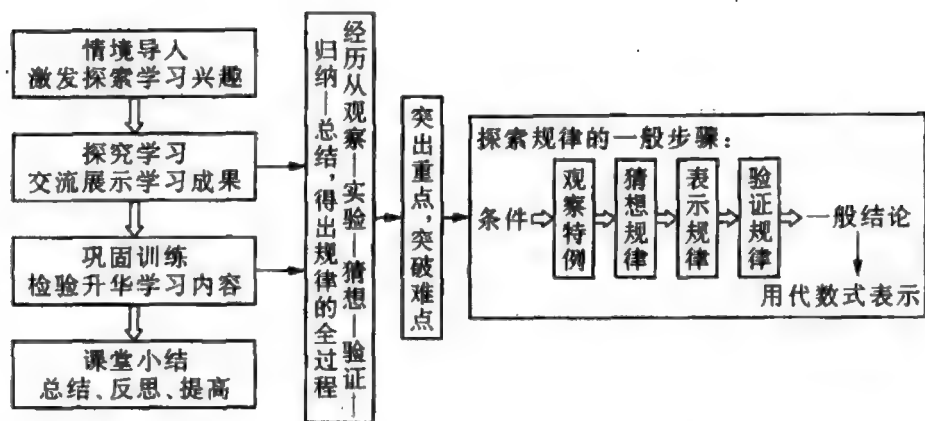 情境导入
激发探索学习兴趣
探究学习
交流展示学习成果
巩固训练
检验升华学习内容
课堂小结
总结、反思、提高
经历从观察—实验—猜想—验证—
归纳—总结,得出规律的全过程
突出重点,突破难点
探索规律的一般步骤:
条件
观察特例
猜想规律
表示规律
验证规律
一般结论
用代数式表示